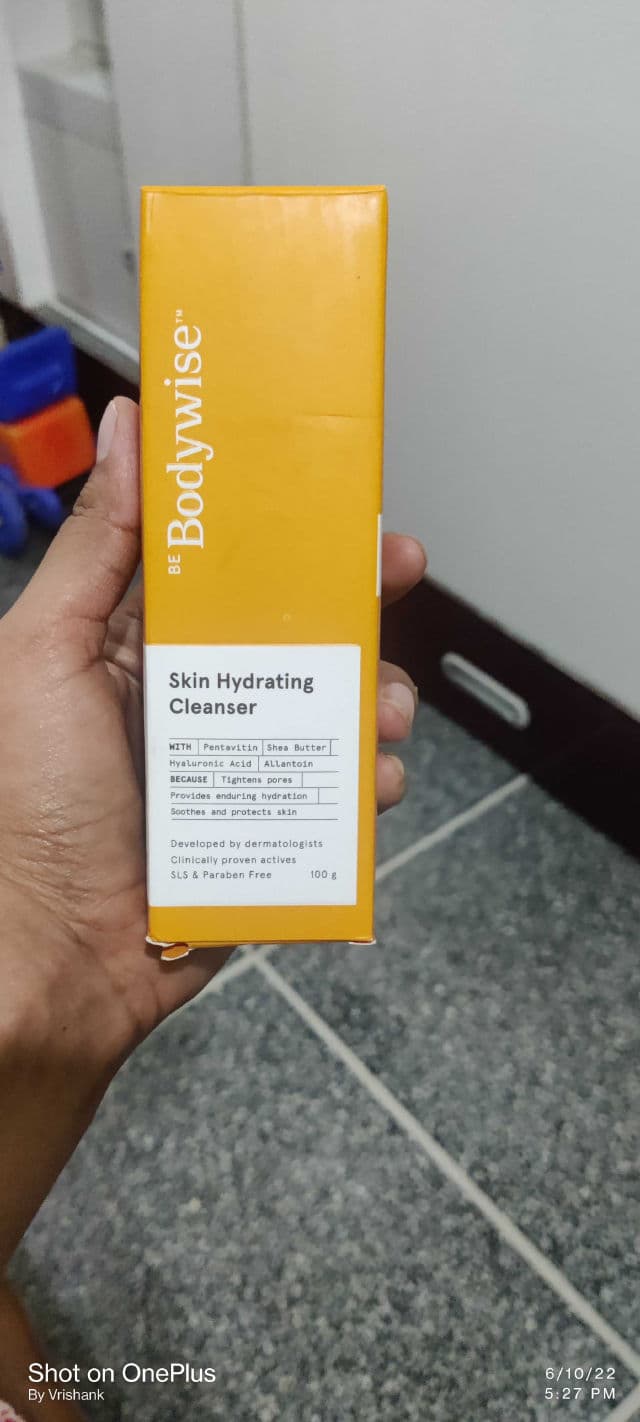 BE Bodywise™
Skin Hydrating
Cleanser
WITH Pentavitin Shea Butter
Hyaluronic Acid Allantoin
BECAUSE Tightens pores
Provides enduring hydration
Soothes and protects skin
Developed by dermatologists
Clinically proven actives
SLS & Paraben Free 100 g
Shot on OnePlus
By Vrishank
6/10/22
5:27 PM